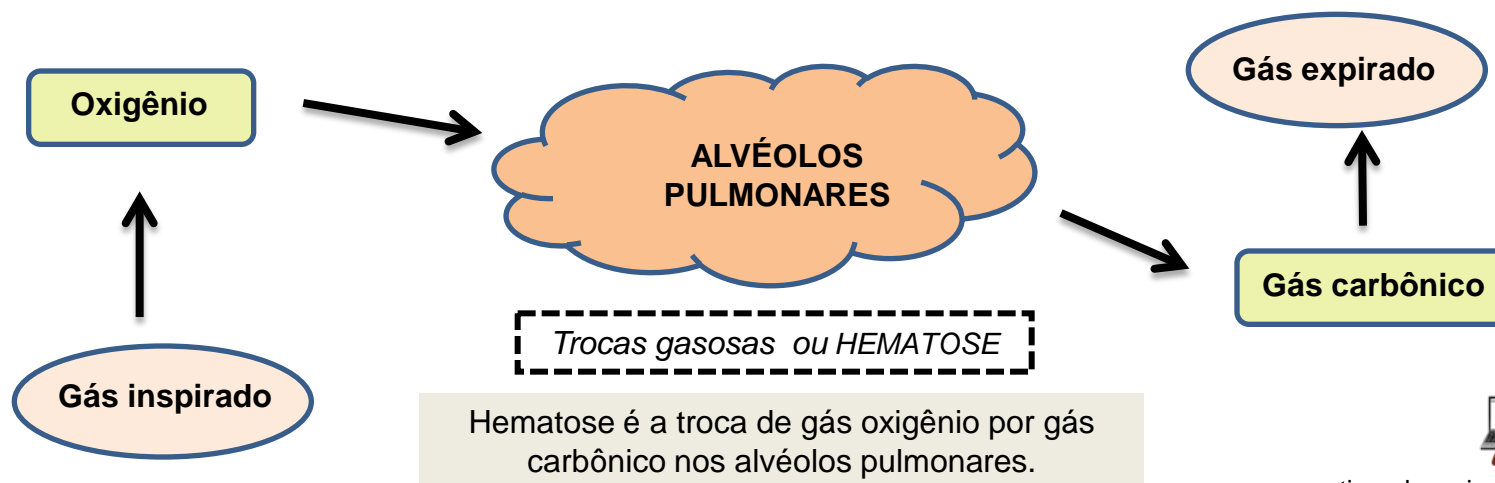 Oxigênio
Gás expirado
ALVÉOLOS
PULMONARES
Gás carbônico
Trocas gasosas ou HEMATOSE
Gás inspirado
Hematose é a troca de gás oxigênio por gás
carbônico nos alvéolos pulmonares.